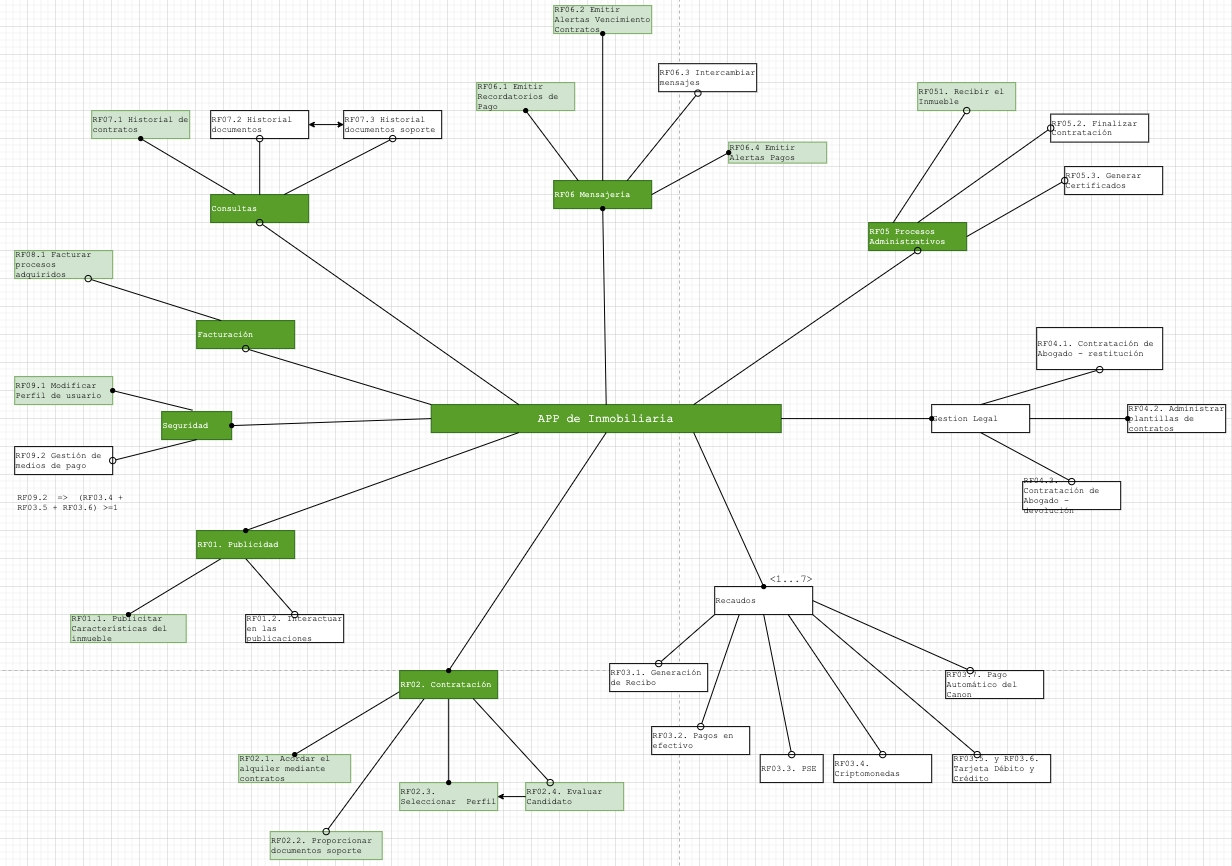 RF06.2 Emitir
Alertas Vencimiento
Contratos
RF06.3 Intercambiar
mensajes
RF06.1 Emitir
Recordatorios de
Pago
RF051. Recibir el
Inmueble
RF07.1 Historial de
contratos
RF07.2 Historial
documentos
RF07.3 Historial
documentos soporte
RF05.2. Finalizar
Contratación
RF06.4 Emitir
Alertas Pagos
RF05.3. Generar
Certificados
RF06 Mensajería
Consultas
RF05 Procesos
Administrativos
RF08.1 Facturar
procesos
adquiridos
Facturación
RF04.1. Contratación de
Abogado - restitución
RF09.1 Modificar
Perfil de usuario
Seguridad
APP de Inmobiliaria
Gestion Legal
RF04.2. Administrar
plantillas de
contratos
RF09.2 Gestión de
medios de pago
RF04.3.
Contratación de
Abogado -
devolución
RF09.2 => (RF03.4 +
RF03.5 + RF03.6) >=1
RF01. Publicidad
<1...7>
Recaudos
RF01.1. Publicitar
Características del
inmueble
RF01.2. Interactuar
en las
publicaciones
RF02. Contratación
RF03.1. Generación
de Recibo
RF03.7. Pago
Automático del
Canon
RF03.2. Pagos en
efectivo
RF02.1. Acordar el
alquiler mediante
contratos
RF03.3. PSE
RF03.4.
Criptomonedas
RF03.5. y RF03.6.
Tarjeta Débito y
Crédito
RF02.3.
Seleccionar Perfil
RF02.4. Evaluar
Candidato
RF02.2. Proporcionar
documentos soporte